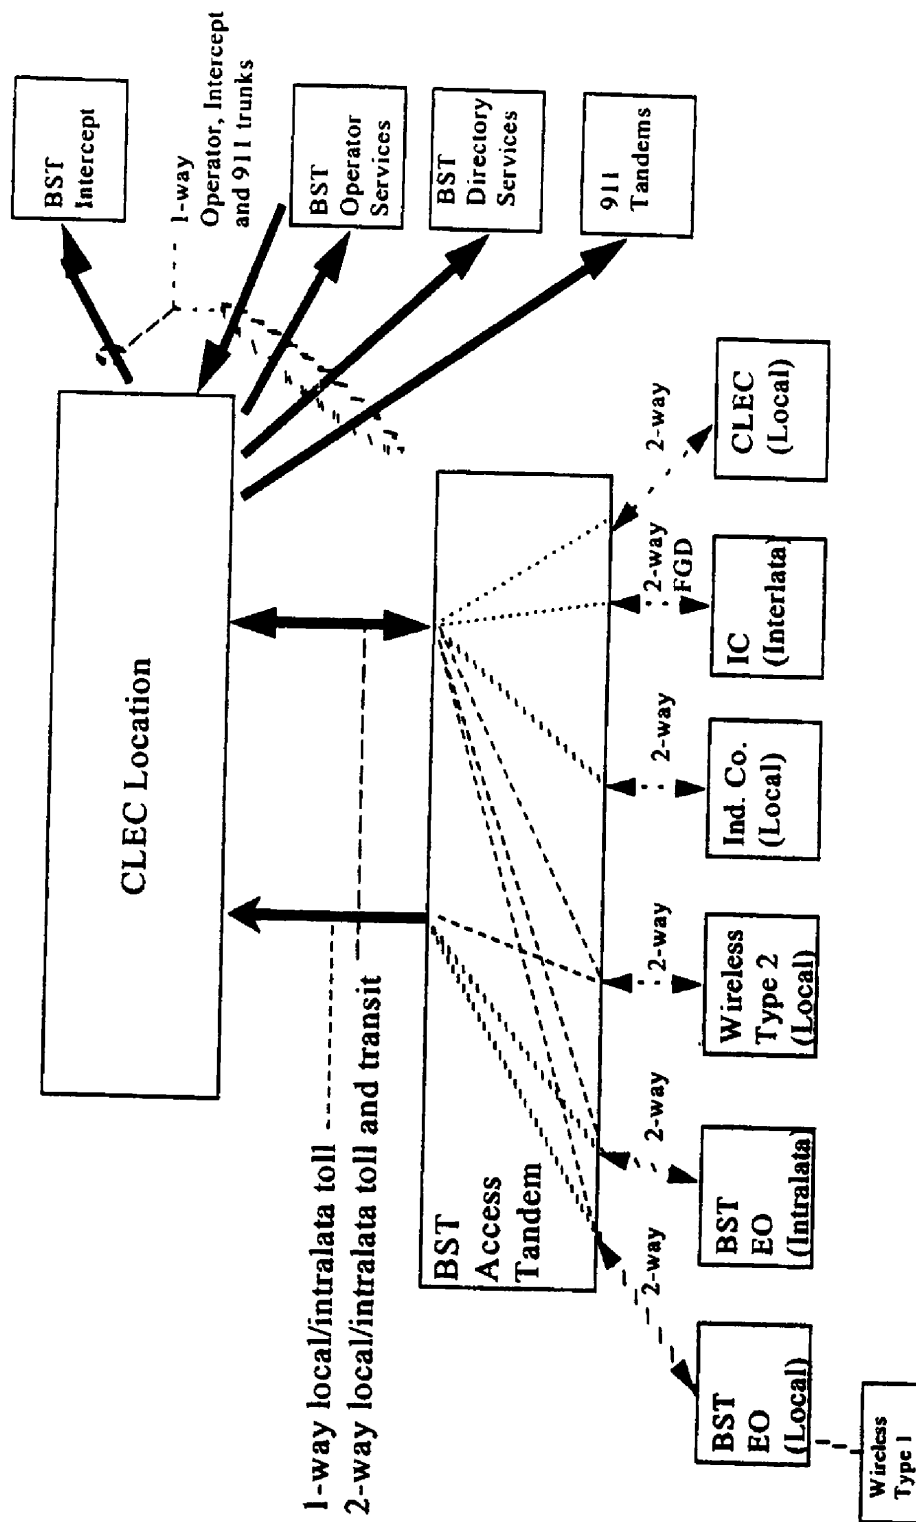 BST
Intercept
1-way
Operator, Intercept
and 911 trunks
BST
Operator
Services
BST
Directory
Services
911
Tandems
CLEC Location
1-way local/intralata toll
2-way local/intralata toll and transit
BST
Access
Tandem
2-way
2-way
2-way
2-way
2-way
FGD
2-way
BST
EO
(Local)
BST
EO
(Intralata)
Wireless
Type 2
(Local)
Ind. Co.
(Local)
IC
(Interlata)
CLEC
(Local)
Wireless
Type 1